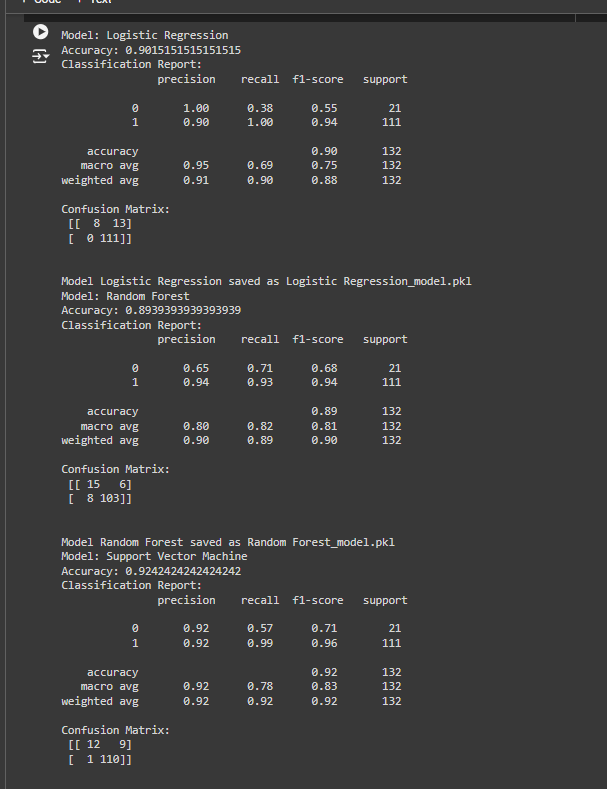 + Code + Text
Model: Logistic Regression
Accuracy: 0.9015151515151515
Classification Report:
precision recall f1-score support
0 1.00 0.38 0.55 21
1 0.90 1.00 0.94 111
accuracy 0.90 132
macro avg 0.95 0.69 0.75 132
weighted avg 0.91 0.90 0.88 132
Confusion Matrix:
[[ 8 13]
[ 0 111]]
Model Logistic Regression saved as Logistic Regression_model.pkl
Model: Random Forest
Accuracy: 0.8939393939393939
Classification Report:
precision recall f1-score support
0 0.65 0.71 0.68 21
1 0.94 0.93 0.94 111
accuracy 0.89 132
macro avg 0.80 0.82 0.81 132
weighted avg 0.90 0.89 0.90 132
Confusion Matrix:
[[ 15 6]
[ 8 103]]
Model Random Forest saved as Random Forest_model.pkl
Model: Support Vector Machine
Accuracy: 0.9242424242424242
Classification Report:
precision recall f1-score support
0 0.92 0.57 0.71 21
1 0.92 0.99 0.96 111
accuracy 0.92 132
macro avg 0.92 0.78 0.83 132
weighted avg 0.92 0.92 0.92 132
Confusion Matrix:
[[ 12 9]
[ 1 110]]